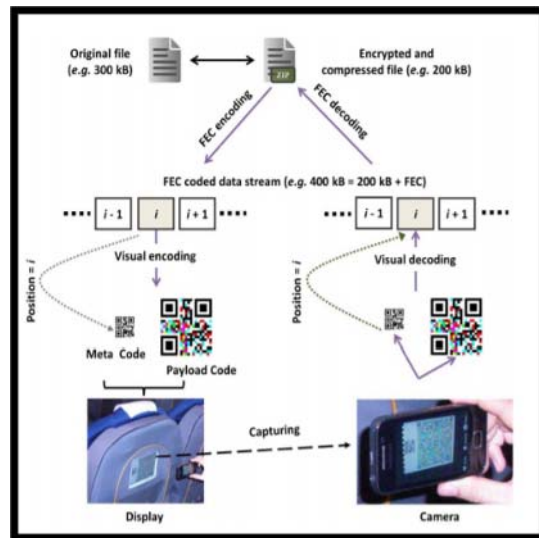 Original file
(e.g. 300 kB)
ZIP
Encrypted and
compressed file (e.g. 200 kB)
FEC encoding
FEC decoding
FEC coded data stream (e.g. 400 kB = 200 kB + FEC)
i - 1
i
i + 1
i - 1
i
i + 1
Visual encoding
Visual decoding
Position = i
Position = i
Meta Code
Payload Code
Capturing
Display
Camera